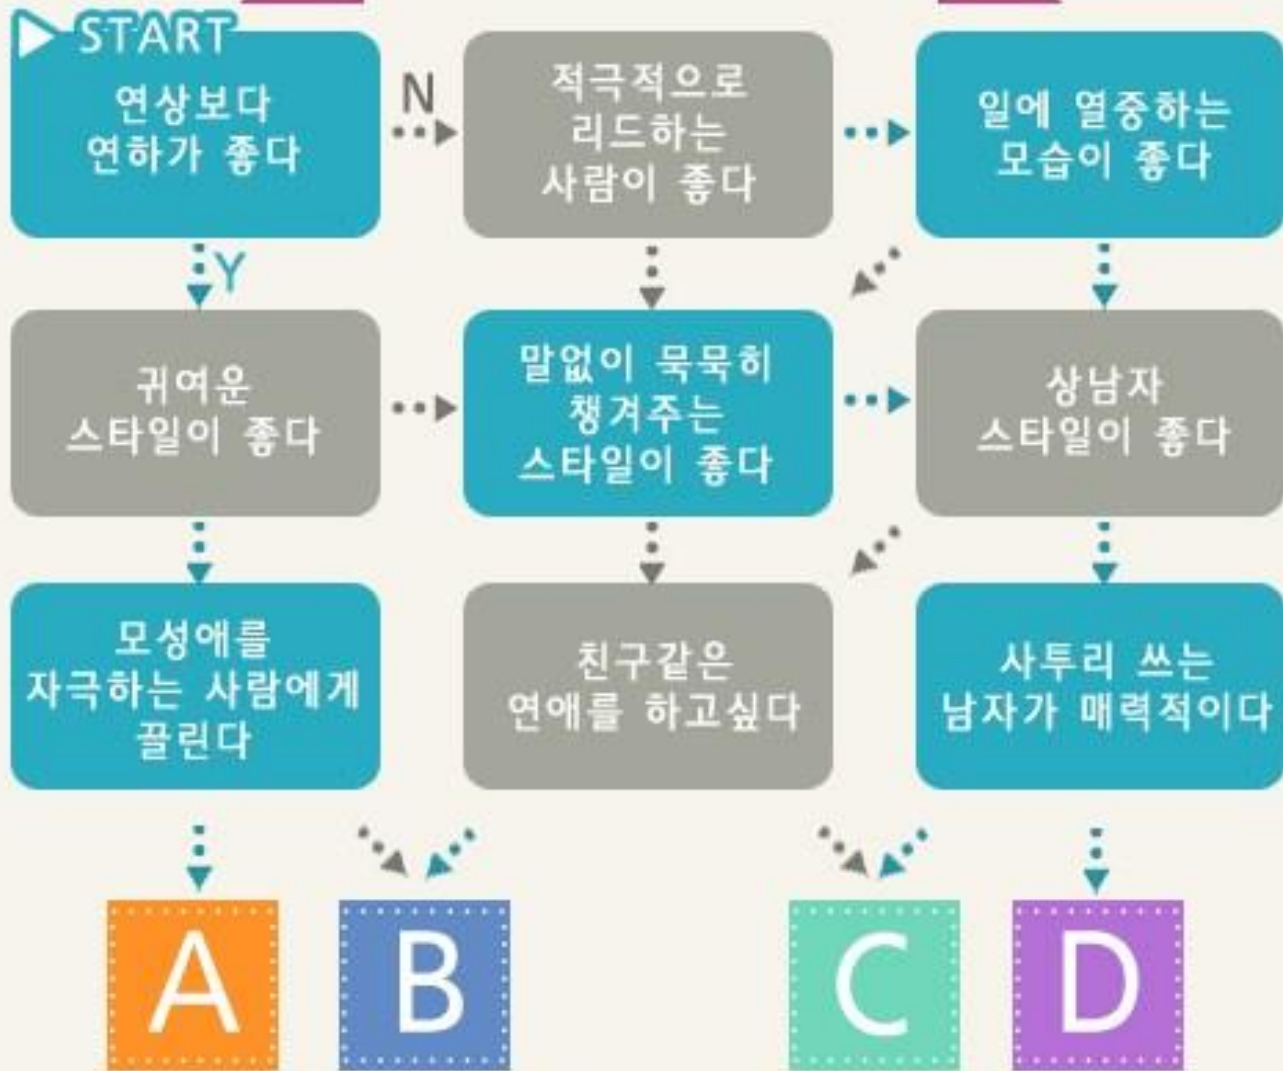 START
연상보다
연하가 좋다
N
적극적으로
리드하는
사람이 좋다
일에 열중하는
모습이 좋다
Y
귀여운
스타일이 좋다
말없이 묵묵히
챙겨주는
스타일이 좋다
상남자
스타일이 좋다
모성애를
자극하는 사람에게
끌린다
친구같은
연애를 하고싶다
사투리 쓰는
남자가 매력적이다
A
B
C
D